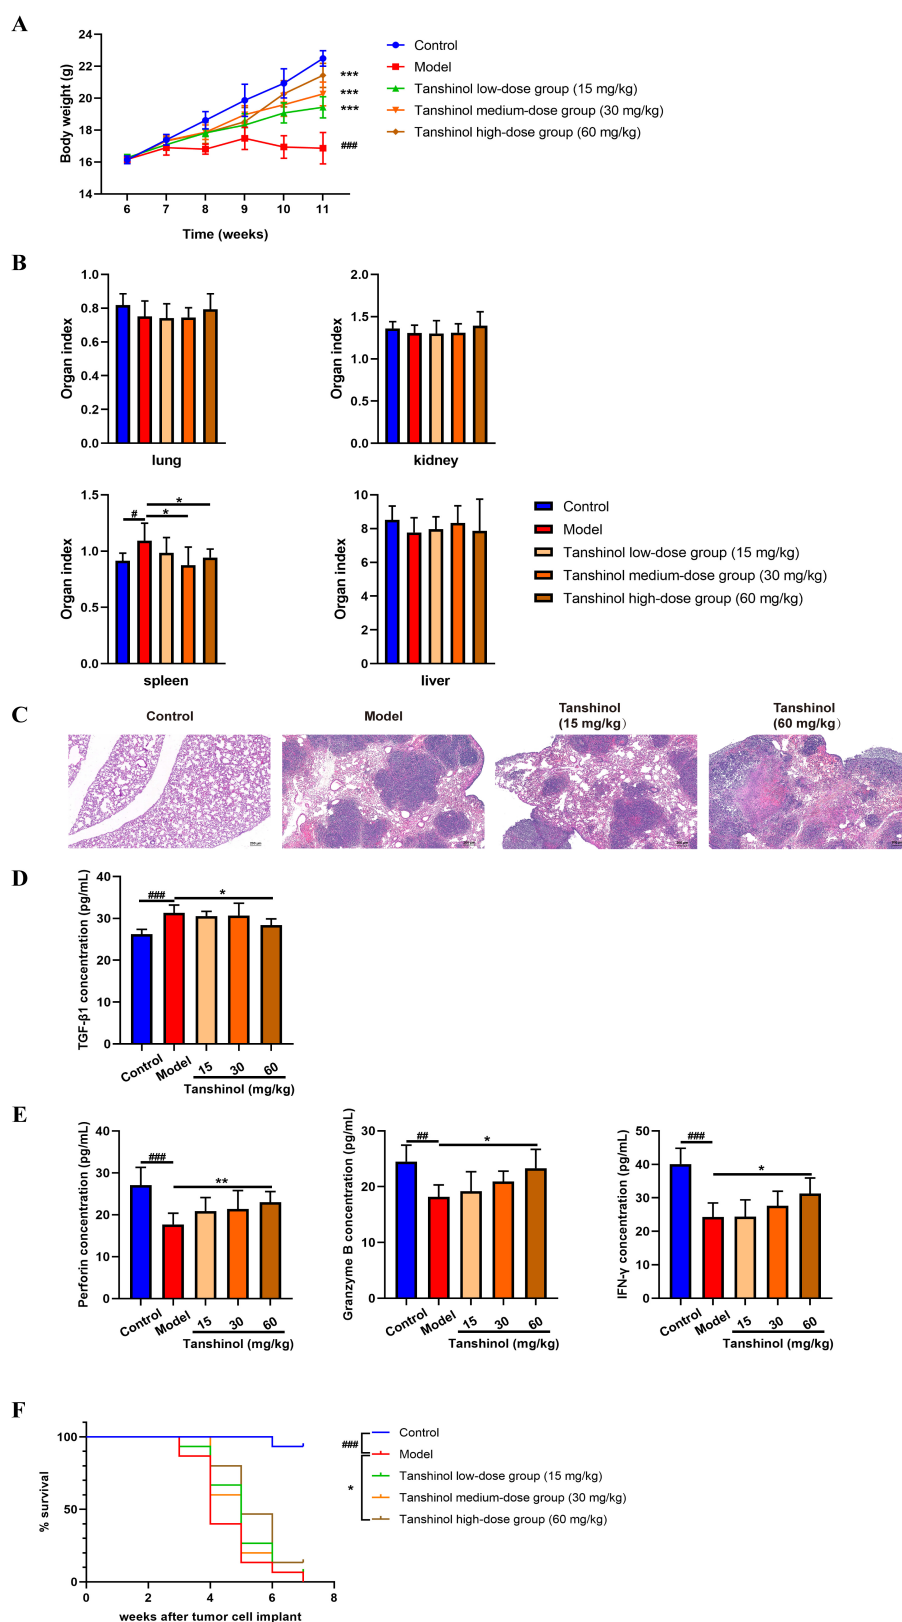 A
24
22
20
18
16
14
Body weight (g)
6 7 8 9 10 11
Time (weeks)
***
***
***
###
Control
Model
Tanshinol low-dose group (15 mg/kg)
Tanshinol medium-dose group (30 mg/kg)
Tanshinol high-dose group (60 mg/kg)
B
1.0
0.8
0.6
0.4
0.2
0.0
Organ index
lung
2.0
1.5
1.0
0.5
0.0
Organ index
kidney
1.5
1.0
0.5
0.0
Organ index
# * *
spleen
10
8
6
4
2
0
Organ index
liver
Control
Model
Tanshinol low-dose group (15 mg/kg)
Tanshinol medium-dose group (30 mg/kg)
Tanshinol high-dose group (60 mg/kg)
C
Control
Model
Tanshinol
(15 mg/kg）
Tanshinol
(60 mg/kg）
D
40
30
20
10
0
TGF-β1 concentration (pg/mL)
### *
Control Model 15 30 60
Tanshinol (mg/kg)
E
40
30
20
10
0
Perforin concentration (pg/mL)
### **
Control Model 15 30 60
Tanshinol (mg/kg)
30
20
10
0
Granzyme B concentration (pg/mL)
## *
Control Model 15 30 60
Tanshinol (mg/kg)
50
40
30
20
10
0
IFN-γ concentration (pg/mL)
### *
Control Model 15 30 60
Tanshinol (mg/kg)
F
100
50
0
% survival
0 2 4 6 8
weeks after tumor cell implant
###
*
Control
Model
Tanshinol low-dose group (15 mg/kg)
Tanshinol medium-dose group (30 mg/kg)
Tanshinol high-dose group (60 mg/kg)